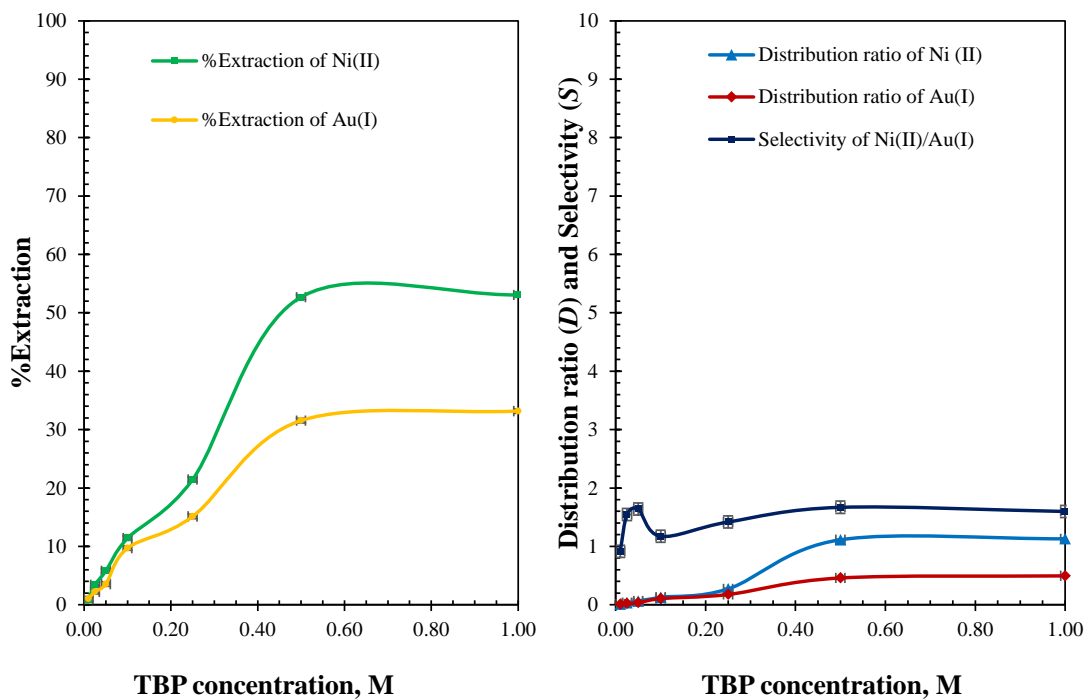 100
90
80
70
60
50
40
30
20
10
0
%Extraction
%Extraction of Ni(II)
%Extraction of Au(I)
0.00 0.20 0.40 0.60 0.80 1.00
TBP concentration, M
10
9
8
7
6
5
4
3
2
1
0
Distribution ratio (D) and Selectivity (S)
Distribution ratio of Ni (II)
Distribution ratio of Au(I)
Selectivity of Ni(II)/Au(I)
0.00 0.20 0.40 0.60 0.80 1.00
TBP concentration, M